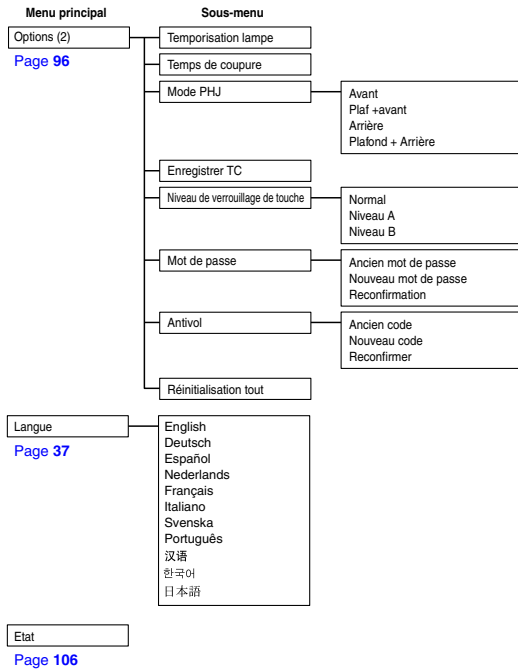 Menu principal
Sous-menu
Options (2)
Page 96
Temporisation lampe
Temps de coupure
Mode PHJ
Avant
Plaf +avant
Arrière
Plafond + Arrière
Enregistrer TC
Niveau de verrouillage de touche
Normal
Niveau A
Niveau B
Mot de passe
Ancien mot de passe
Nouveau mot de passe
Reconfirmation
Antivol
Ancien code
Nouveau code
Reconfirmer
Réinitialisation tout
Langue
Page 37
English
Deutsch
Español
Nederlands
Français
Italiano
Svenska
Português
汉语
한국어
日本語
Etat
Page 106